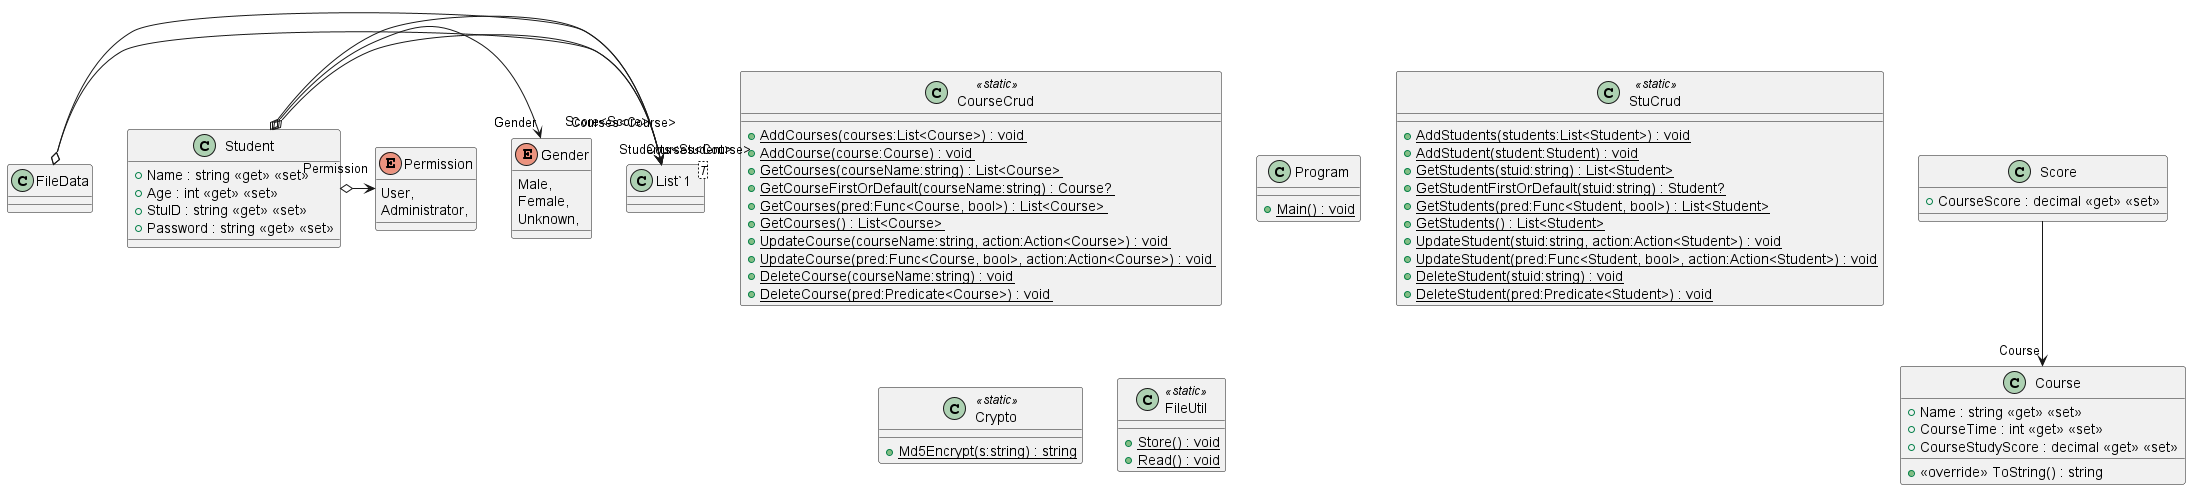 C FileData
C Student
Name : string «get» «set»
Age : int «get» «set»
StuID : string «get» «set»
Password : string «get» «set»
Permission
E Permission
User,
Administrator,
Gender
E Gender
Male,
Female,
Unknown,
Score<Score>
Courses<Course>
Students<Student>
Courses<Course>
C List`1
T
«static»
C CourseCrud
AddCourses(courses:List<Course>) : void
AddCourse(course:Course) : void
GetCourses(courseName:string) : List<Course>
GetCourseFirstOrDefault(courseName:string) : Course?
GetCourses(pred:Func<Course, bool>) : List<Course>
GetCourses() : List<Course>
UpdateCourse(courseName:string, action:Action<Course>) : void
UpdateCourse(pred:Func<Course, bool>, action:Action<Course>) : void
DeleteCourse(courseName:string) : void
DeleteCourse(pred:Predicate<Course>) : void
C Program
Main() : void
«static»
C StuCrud
AddStudents(students:List<Student>) : void
AddStudent(student:Student) : void
GetStudents(stuid:string) : List<Student>
GetStudentFirstOrDefault(stuid:string) : Student?
GetStudents(pred:Func<Student, bool>) : List<Student>
GetStudents() : List<Student>
UpdateStudent(stuid:string, action:Action<Student>) : void
UpdateStudent(pred:Func<Student, bool>, action:Action<Student>) : void
DeleteStudent(stuid:string) : void
DeleteStudent(pred:Predicate<Student>) : void
C Score
CourseScore : decimal «get» «set»
Course
C Course
Name : string «get» «set»
CourseTime : int «get» «set»
CourseStudyScore : decimal «get» «set»
«override» ToString() : string
«static»
C Crypto
Md5Encrypt(s:string) : string
«static»
C FileUtil
Store() : void
Read() : void